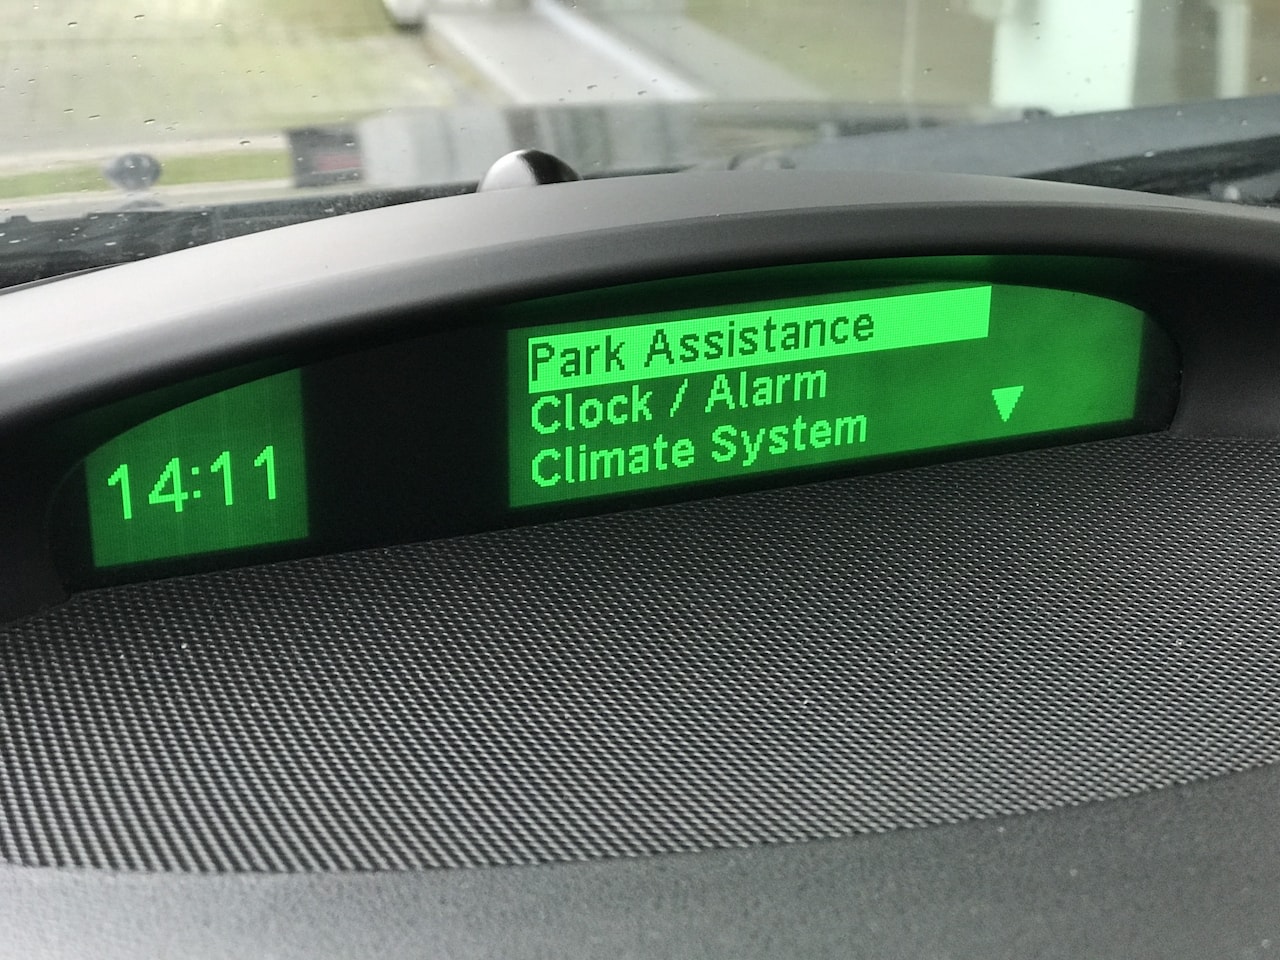 14:11
Park Assistance
Clock / Alarm
Climate System